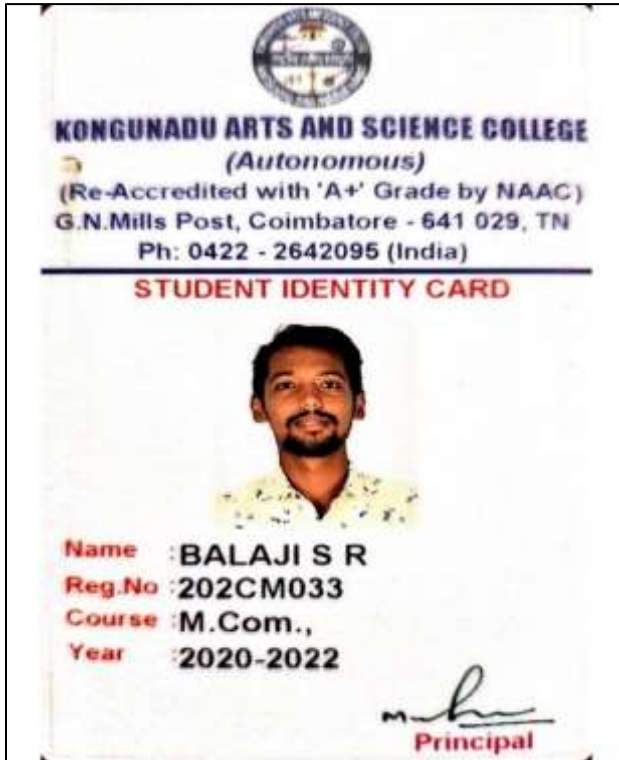 KONGUNADU ARTS AND SCIENCE COLLEGE
(Autonomous)
(Re-Accredited with 'A+' Grade by NAAC)
G.N.Mills Post, Coimbatore - 641 029, TN
Ph: 0422 - 2642095 (India)
STUDENT IDENTITY CARD
Name : BALAJI S R
Reg.No : 202CM033
Course : M.Com.,
Year : 2020-2022
Principal